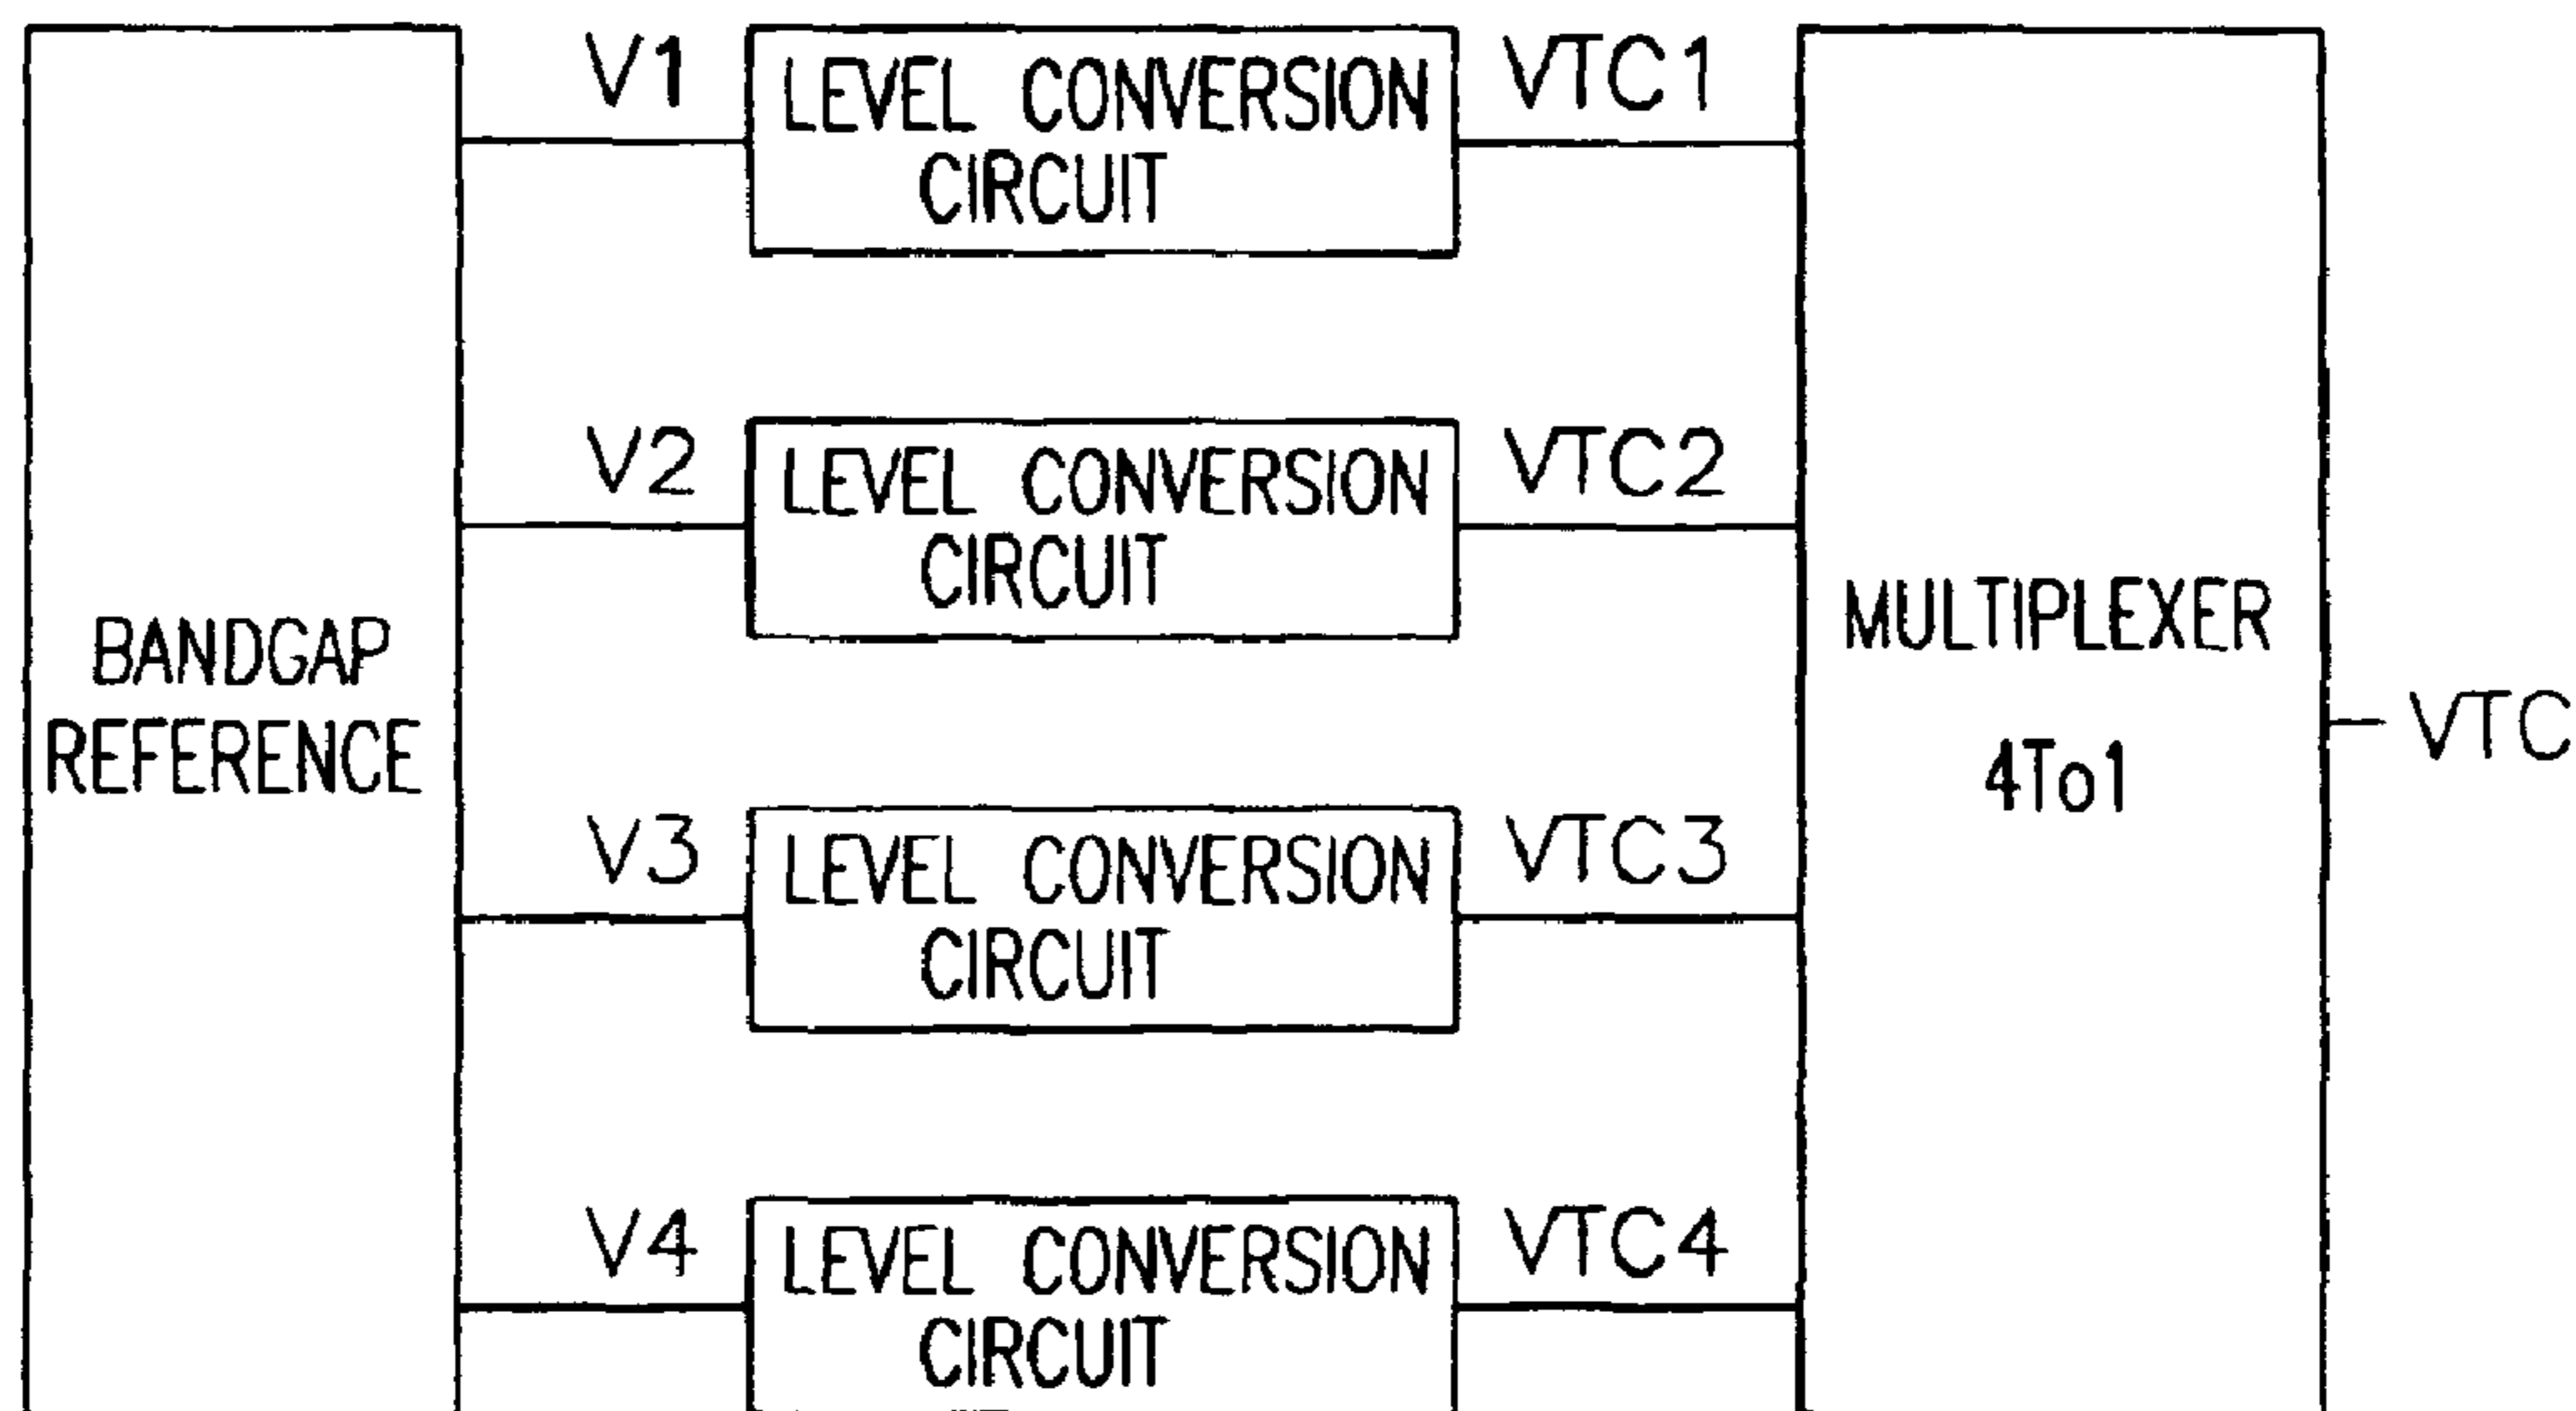 BANDGAP
REFERENCE
V1
LEVEL CONVERSION
CIRCUIT
VTC1
V2
LEVEL CONVERSION
CIRCUIT
VTC2
V3
LEVEL CONVERSION
CIRCUIT
VTC3
V4
LEVEL CONVERSION
CIRCUIT
VTC4
MULTIPLEXER
4To1
VTC